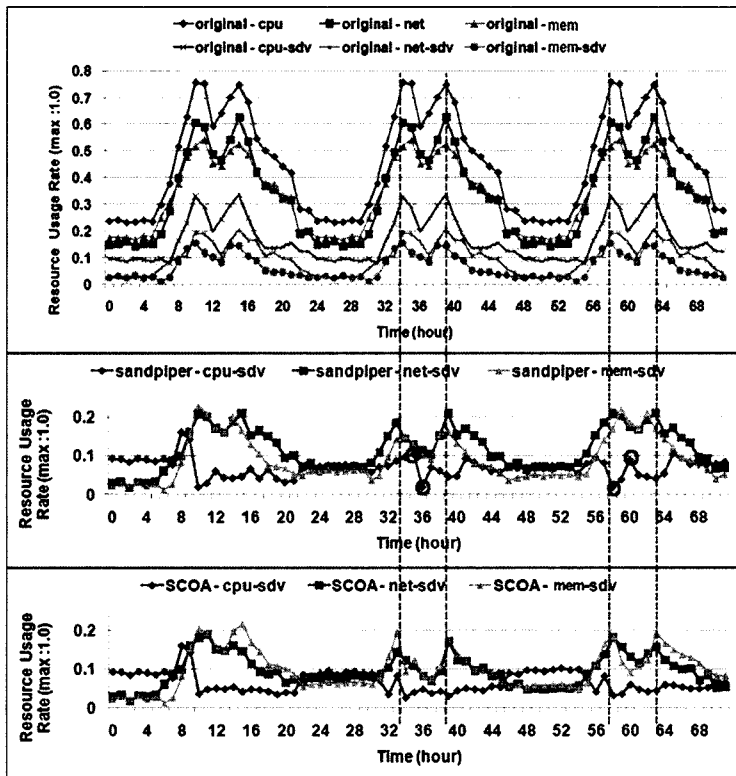 original - cpu original - net original - mem
original - cpu-sdv original - net-sdv original - mem-sdv
Resource Usage Rate (max :1.0)
0.8
0.7
0.6
0.5
0.4
0.3
0.2
0.1
0
0 4 8 12 16 20 24 28 32 36 40 44 48 52 56 60 64 68
Time (hour)
sandpiper - cpu-sdv sandpiper - net-sdv sandpiper - mem-sdv
Resource Usage
Rate (max :1.0)
0.2
0.1
0
0 4 8 12 16 20 24 28 32 36 40 44 48 52 56 60 64 68
Time (hour)
SCOA - cpu-sdv SCOA - net-sdv SCOA - mem-sdv
Resource Usage
Rate (max :1.0)
0.2
0.1
0
0 4 8 12 16 20 24 28 32 36 40 44 48 52 56 60 64 68
Time (hour)